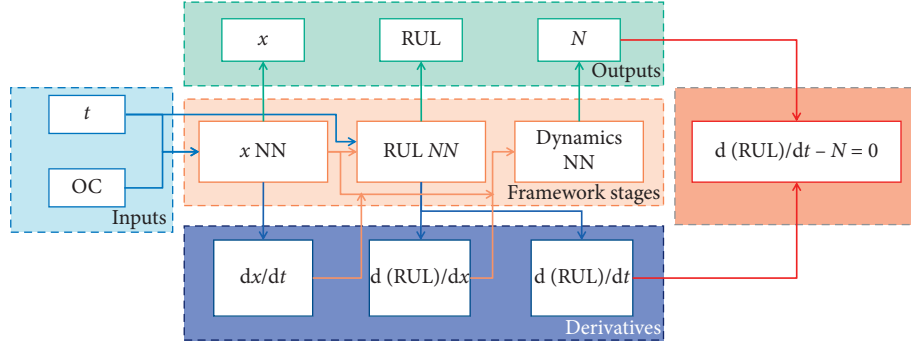 x
RUL
N
Outputs
t
OC
Inputs
x NN
RUL NN
Dynamics
NN
Framework stages
d (RUL)/dt – N = 0
dx/dt
d (RUL)/dx
d (RUL)/dt
Derivatives